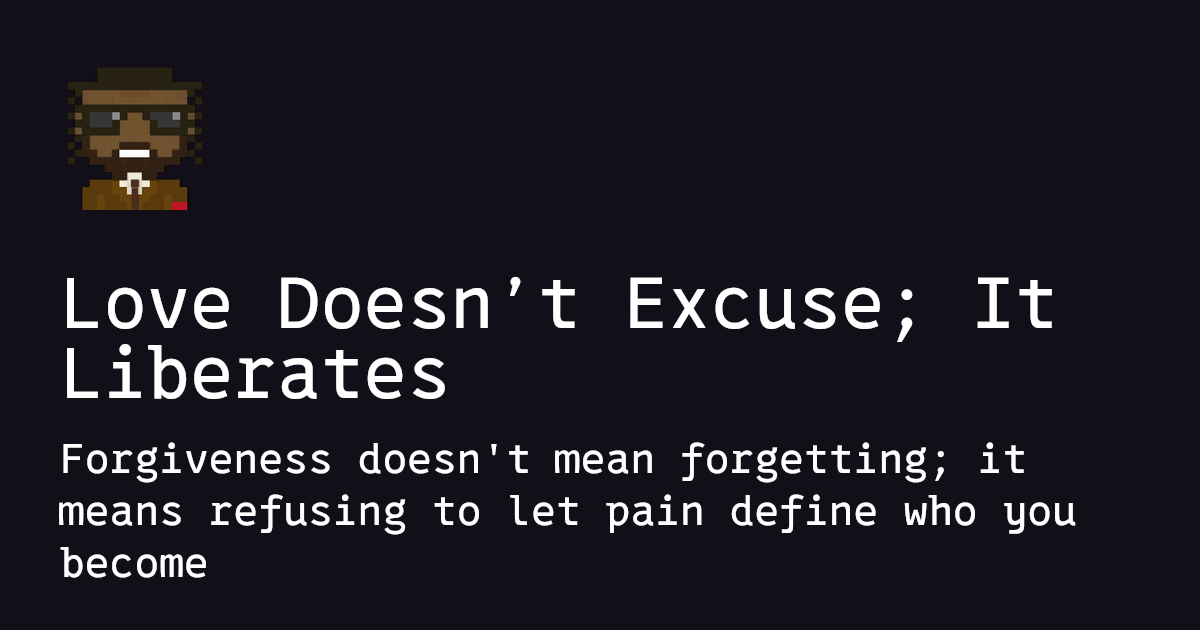 Love Doesn’t Excuse; It
Liberates
Forgiveness doesn't mean forgetting; it
means refusing to let pain define who you
become